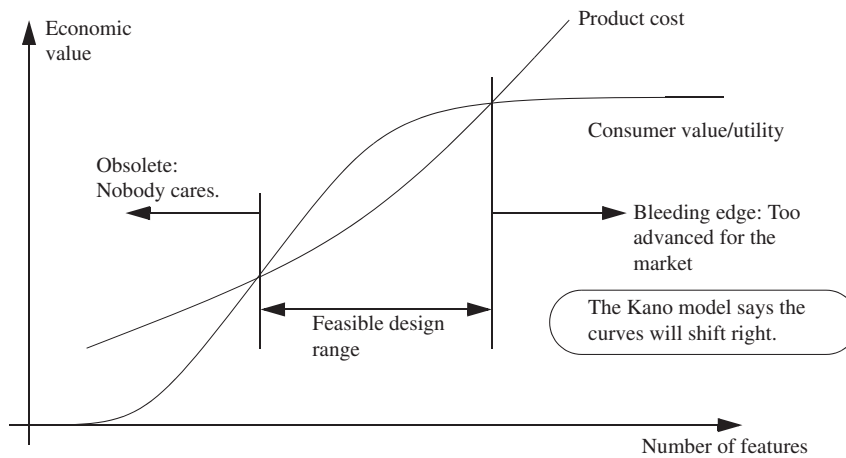 Economic
value
Product cost
Consumer value/utility
Obsolete:
Nobody cares.
Bleeding edge: Too
advanced for the
market
Feasible design
range
The Kano model says the
curves will shift right.
Number of features